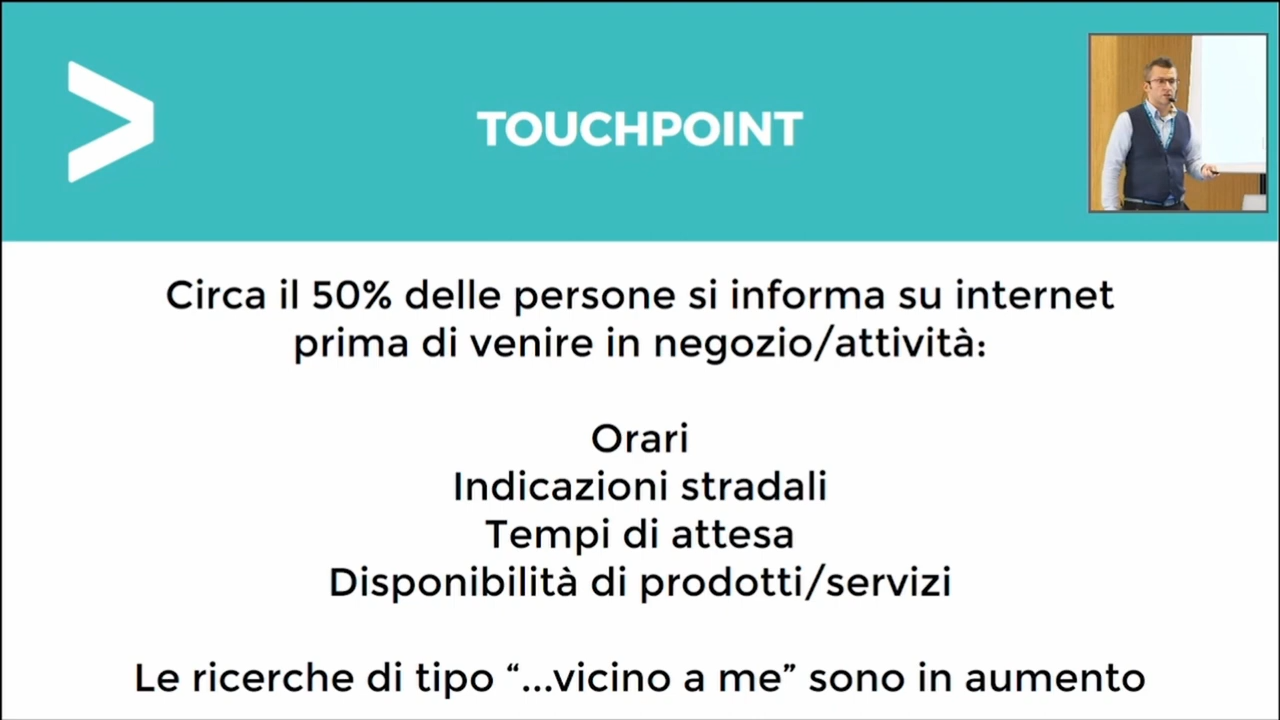 TOUCHPOINT
Circa il 50% delle persone si informa su internet
prima di venire in negozio/attività:
Orari
Indicazioni stradali
Tempi di attesa
Disponibilità di prodotti/servizi
Le ricerche di tipo “...vicino a me” sono in aumento